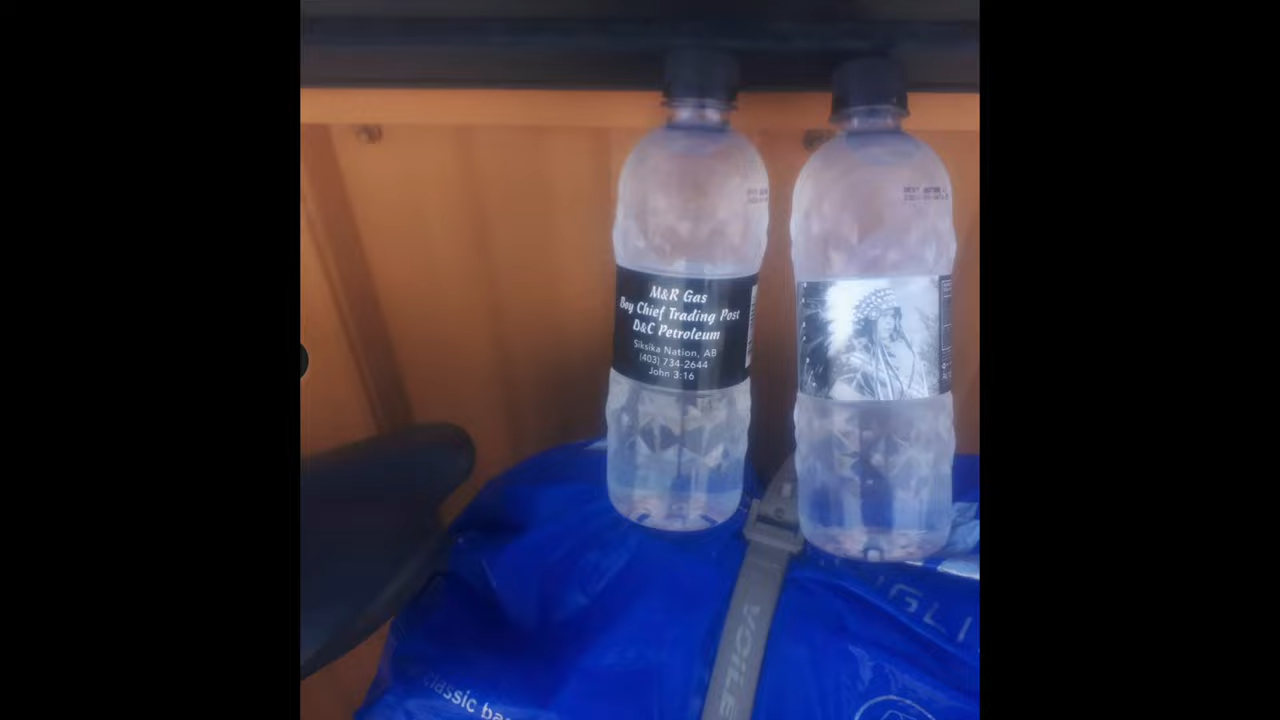 M&R Gas
Boy Chief Trading Post
D&C Petroleum
Siksika Nation, AB
(403) 734-2644
John 3:16
VOILE
classic